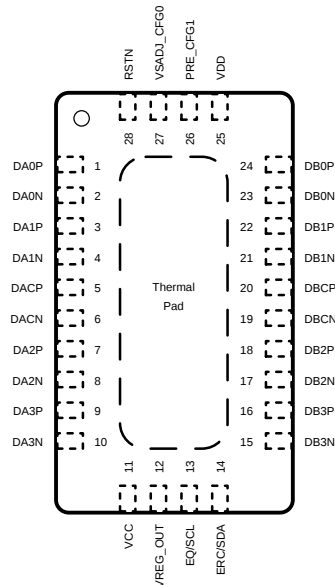 RSTN
VSADJ_CFG0
PRE_CFG1
VDD
28 27 26 25
DA0P 1 24 DB0P
DA0N 2 23 DB0N
DA1P 3 22 DB1P
DA1N 4 21 DB1N
DACP 5 20 DBCP
DACN 6 19 DBCN
DA2P 7 18 DB2P
DA2N 8 17 DB2N
DA3P 9 16 DB3P
DA3N 10 15 DB3N
Thermal
Pad
11 12 13 14
VCC
VREG_OUT
EQ/SCL
ERC/SDA